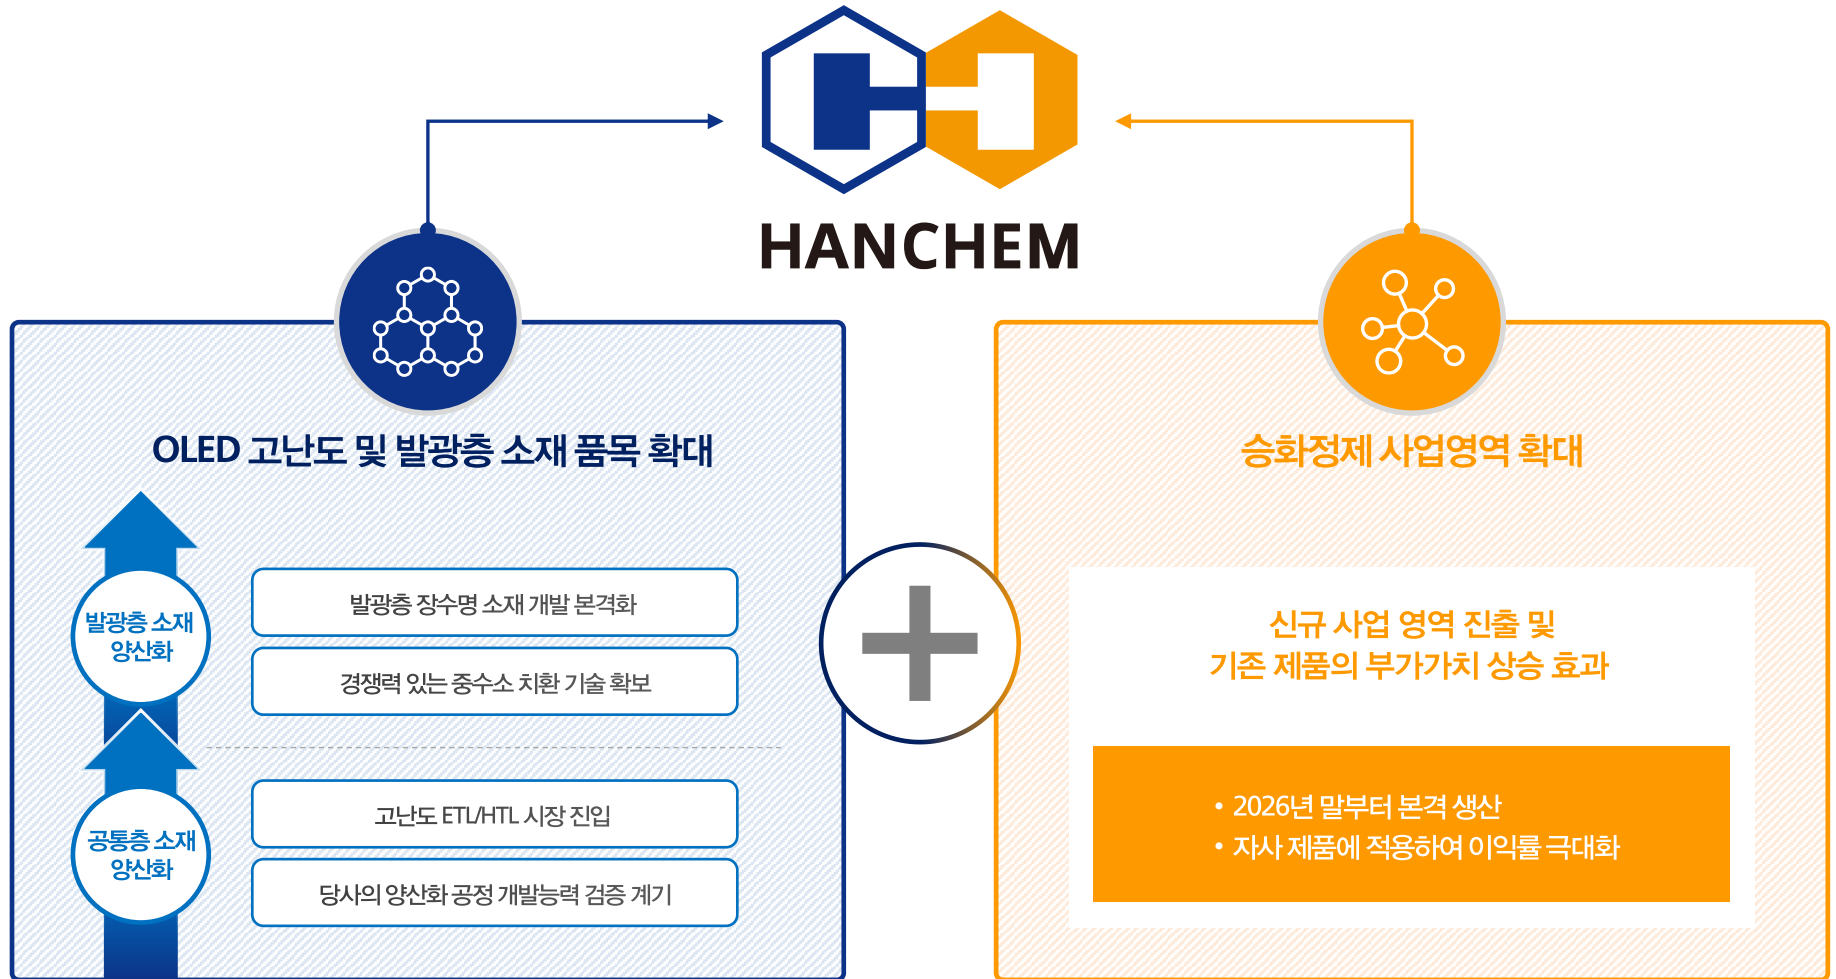 HANCHEM
OLED 고난도 및 발광층 소재 품목 확대
발광층 소재
양산화
발광층 장수명 소재 개발 본격화
경쟁력 있는 중수소 치환 기술 확보
공통층 소재
양산화
고난도 ETL/HTL 시장 진입
당사의 양산화 공정 개발능력 검증 계기
승화정제 사업영역 확대
신규 사업 영역 진출 및
기존 제품의 부가가치 상승 효과
• 2026년 말부터 본격 생산
• 자사 제품에 적용하여 이익률 극대화